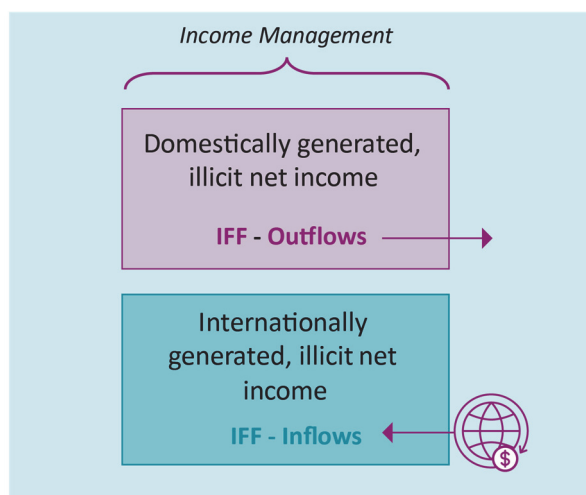 Income Management
Domestically generated,
illicit net income
IFF - Outflows
Internationally
generated, illicit net
income
IFF - Inflows
$